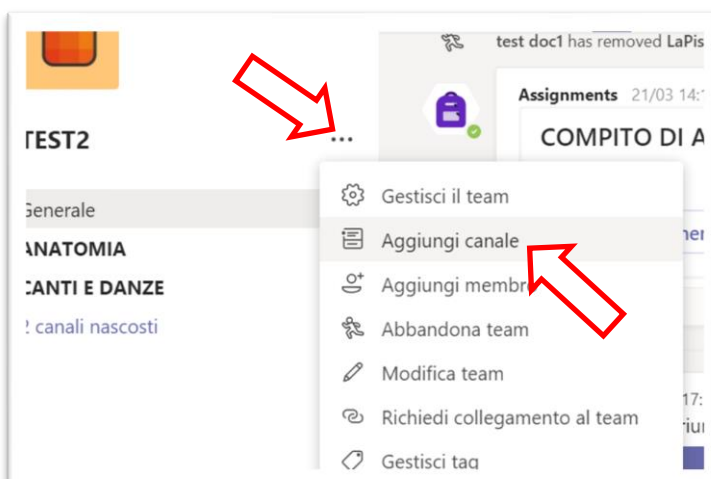 test doc1 has removed LaPis
Assignments 21/03 14:
COMPITO DI A
TEST2
...
Generale
ANATOMIA
CANTI E DANZE
2 canali nascosti
Gestisci il team
Aggiungi canale
Aggiungi membro
Abbandona team
Modifica team
Richiedi collegamento al team
Gestisci tag
17: